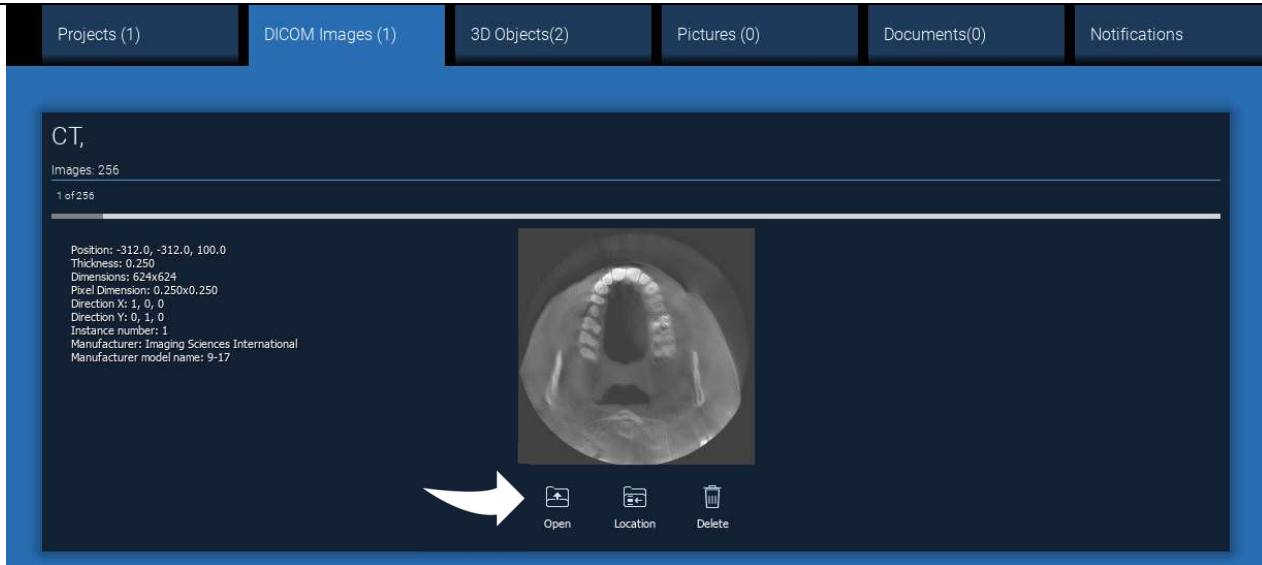 Projects (1) DICOM Images (1) 3D Objects(2) Pictures (0) Documents(0) Notifications
CT,
Images: 256
1 of 256
Position: -312.0, -312.0, 100.0
Thickness: 0.250
Dimensions: 624x624
Pixel Dimension: 0.250x0.250
Direction X: 1, 0, 0
Direction Y: 0, 1, 0
Instance number: 1
Manufacturer: Imaging Sciences International
Manufacturer model name: 9-17
Open Location Delete